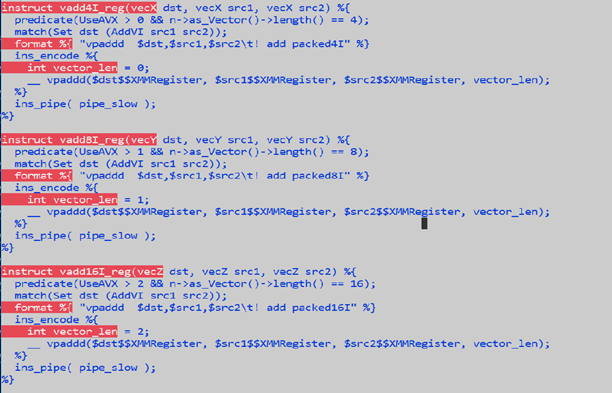 instruct vadd4I_reg(vecX dst, vecX src1, vecX src2) %{
  predicate(UseAVX > 0 && n->as_Vector()->length() == 4);
  match(Set dst (AddVI src1 src2));
  format %{ "vpaddd  $dst,$src1,$src2\t! add packed4I" %}
  ins_encode %{
    int vector_len = 0;
    __ vpaddd($dst$$XMMRegister, $src1$$XMMRegister, $src2$$XMMRegister, vector_len);
  %}
  ins_pipe( pipe_slow );
%}
instruct vadd8I_reg(vecY dst, vecY src1, vecY src2) %{
  predicate(UseAVX > 1 && n->as_Vector()->length() == 8);
  match(Set dst (AddVI src1 src2));
  format %{ "vpaddd  $dst,$src1,$src2\t! add packed8I" %}
  ins_encode %{
    int vector_len = 1;
    __ vpaddd($dst$$XMMRegister, $src1$$XMMRegister, $src2$$XMMRegister, vector_len);
  %}
  ins_pipe( pipe_slow );
%}
instruct vadd16I_reg(vecZ dst, vecZ src1, vecZ src2) %{
  predicate(UseAVX > 2 && n->as_Vector()->length() == 16);
  match(Set dst (AddVI src1 src2));
  format %{ "vpaddd  $dst,$src1,$src2\t! add packed16I" %}
  ins_encode %{
    int vector_len = 2;
    __ vpaddd($dst$$XMMRegister, $src1$$XMMRegister, $src2$$XMMRegister, vector_len);
  %}
  ins_pipe( pipe_slow );
%}